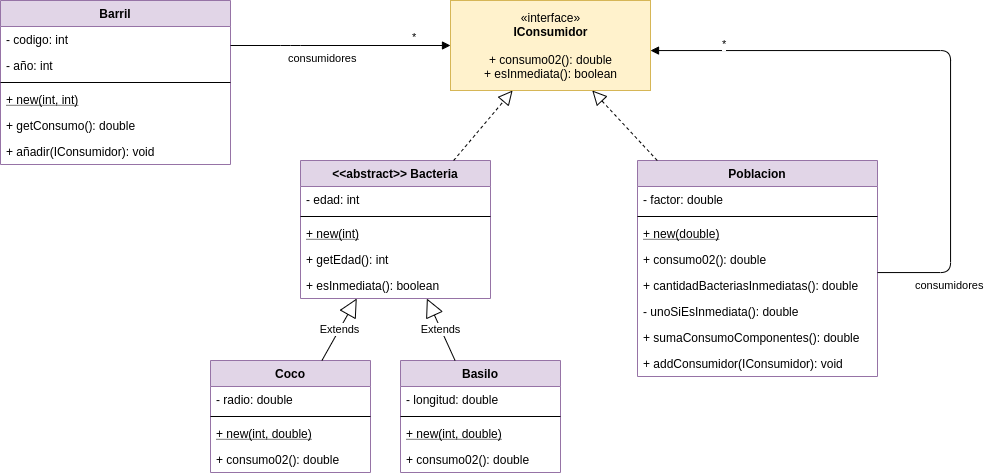 Barril
- codigo: int
- año: int
+ new(int, int)
+ getConsumo(): double
+ añadir(IConsumidor): void
*
consumidores
«interface»
IConsumidor
+ consumo02(): double
+ esInmediata(): boolean
*
consumidores
<<abstract>> Bacteria
- edad: int
+ new(int)
+ getEdad(): int
+ esInmediata(): boolean
Poblacion
- factor: double
+ new(double)
+ consumo02(): double
+ cantidadBacteriasInmediatas(): double
- unoSiEsInmediata(): double
+ sumaConsumoComponentes(): double
+ addConsumidor(IConsumidor): void
Extends
Extends
Coco
- radio: double
+ new(int, double)
+ consumo02(): double
Basilo
- longitud: double
+ new(int, double)
+ consumo02(): double